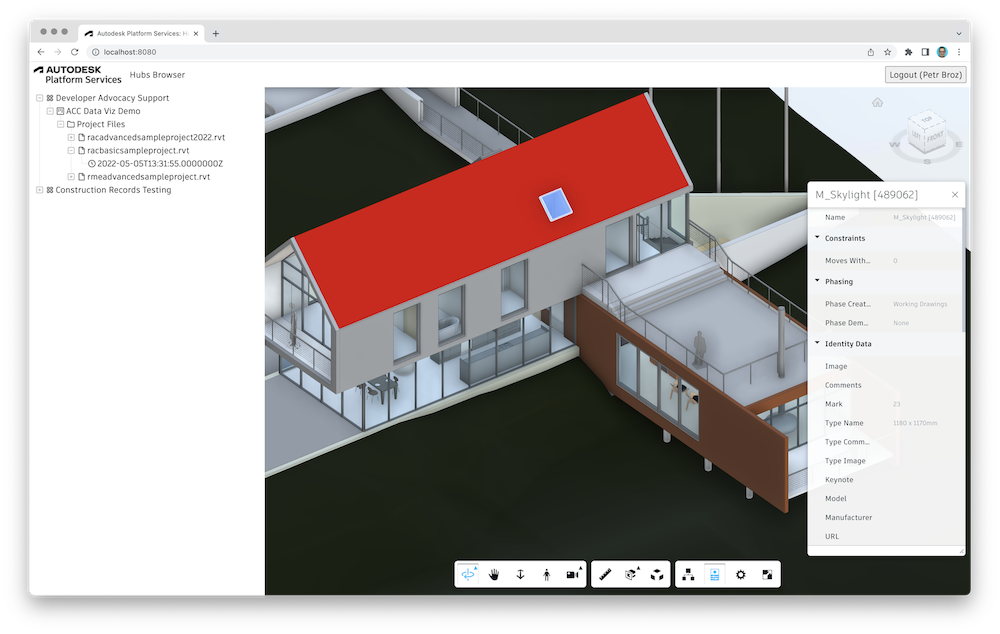 Autodesk Platform Services: H
localhost:8080
AUTODESK
Platform Services
Hubs Browser
Logout (Petr Broz)
Developer Advocacy Support
ACC Data Viz Demo
Project Files
racadvancedsampleproject2022.rvt
racbasicsampleproject.rvt
2022-05-05T13:31:55.0000000Z
rmeadvancedsampleproject.rvt
Construction Records Testing
TOP
FRONT
W
S
E
M_Skylight [489062]
Name M_Skylight [489062]
Constraints
Moves With... 0
Phasing
Phase Creat... Working Drawings
Phase Dem... None
Identity Data
Image
Comments
Mark 23
Type Name 1180 x 1170mm
Type Comm...
Type Image
Keynote
Model
Manufacturer
URL